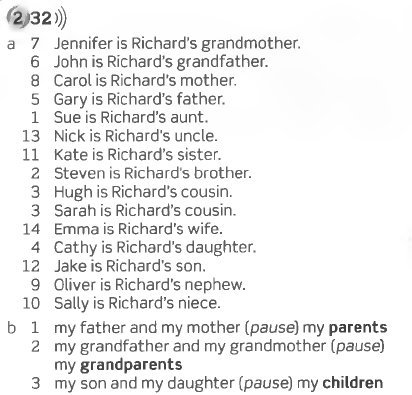 2 32
a 7 Jennifer is Richard's grandmother.
6 John is Richard's grandfather.
8 Carol is Richard's mother.
5 Gary is Richard's father.
1 Sue is Richard's aunt.
13 Nick is Richard's uncle.
11 Kate is Richard's sister.
2 Steven is Richard's brother.
3 Hugh is Richard's cousin.
3 Sarah is Richard's cousin.
14 Emma is Richard's wife.
4 Cathy is Richard's daughter.
12 Jake is Richard's son.
9 Oliver is Richard's nephew.
10 Sally is Richard's niece.
b 1 my father and my mother (pause) my parents
2 my grandfather and my grandmother (pause)
my grandparents
3 my son and my daughter (pause) my children